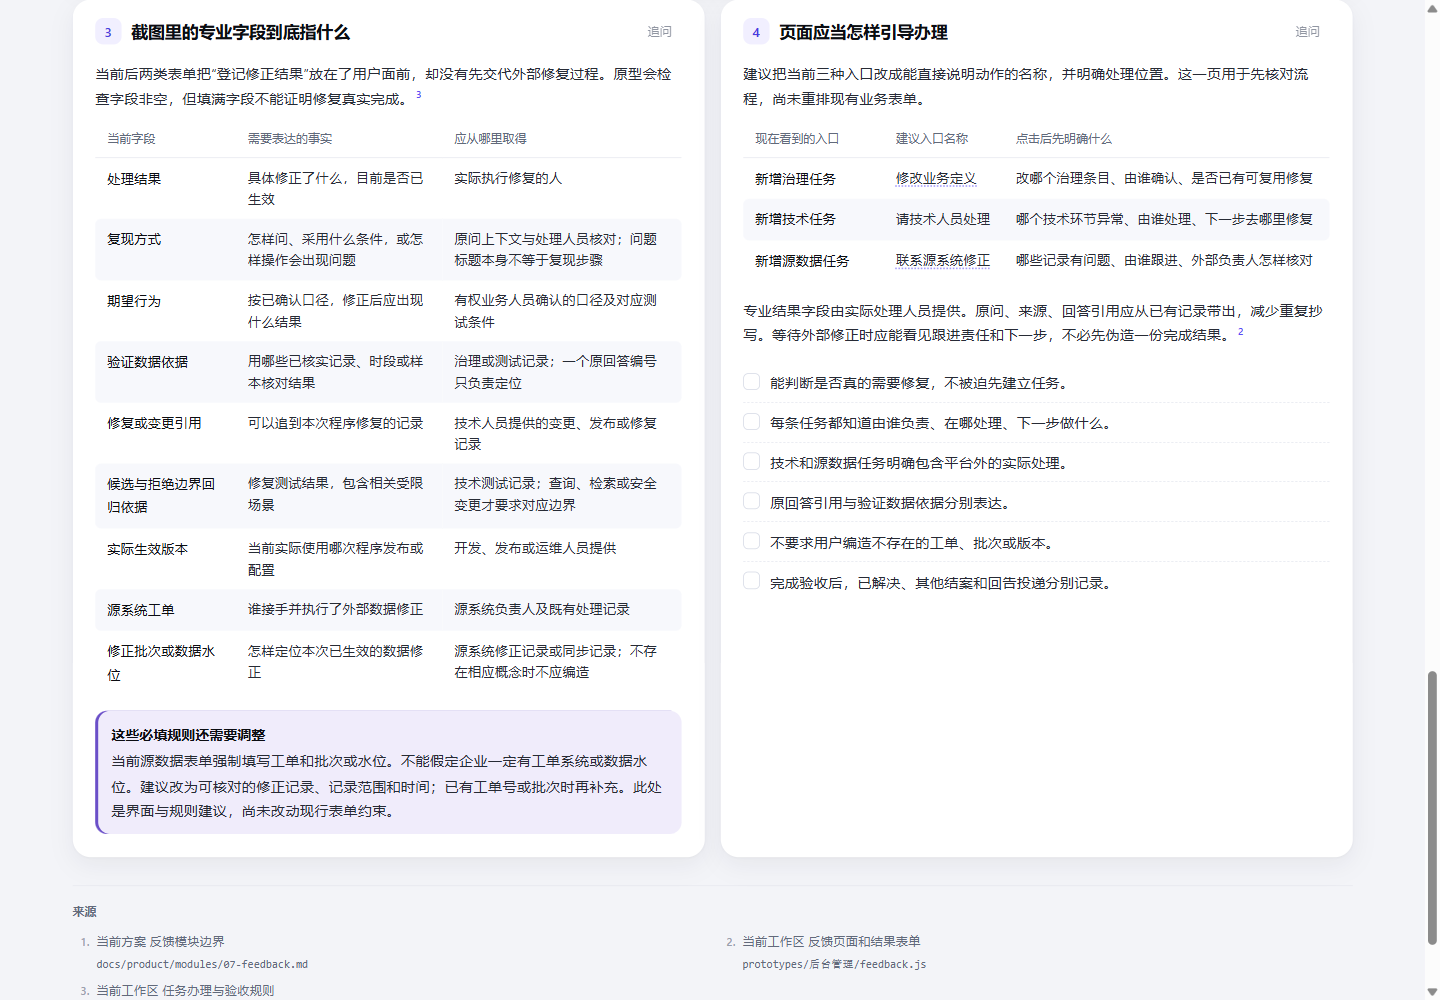 3 截图里的专业字段到底指什么 追问
当前后两类表单把“登记修正结果”放在了用户面前，却没有先交代外部修复过程。原型会检
查字段非空，但填满字段不能证明修复真实完成。 3
当前字段 需要表达的事实 应从哪里取得
处理结果 具体修正了什么，目前是否已 实际执行修复的人
生效
复现方式 怎样问、采用什么条件，或怎 原问上下文与处理人员核对；问题
样操作会出现问题 标题本身不等于复现步骤
期望行为 按已确认口径，修正后应出现 有权业务人员确认的口径及对应测
什么结果 试条件
验证数据依据 用哪些已核实记录、时段或样 治理或测试记录；一个原回答编号
本核对结果 只负责定位
修复或变更引用 可以追到本次程序修复的记录 技术人员提供的变更、发布或修复
记录
候选与拒绝边界回 修复测试结果，包含相关受限 技术测试记录；查询、检索或安全
归依据 场景 变更才要求对应边界
实际生效版本 当前实际使用哪次程序发布或 开发、发布或运维人员提供
配置
源系统工单 谁接手并执行了外部数据修正 源系统负责人及既有处理记录
修正批次或数据水 怎样定位本次已生效的数据修 源系统修正记录或同步记录；不存
位 正 在相应概念时不应编造
这些必填规则还需要调整
当前源数据表单强制填写工单和批次或水位。不能假定企业一定有工单系统或数据水
位。建议改为可核对的修正记录、记录范围和时间；已有工单号或批次时再补充。此处
是界面与规则建议，尚未改动现行表单约束。
4 页面应当怎样引导办理 追问
建议把当前三种入口改成能直接说明动作的名称，并明确处理位置。这一页用于先核对流
程，尚未重排现有业务表单。
现在看到的入口 建议入口名称 点击后先明确什么
新增治理任务 修改业务定义 改哪个治理条目、由谁确认、是否已有可复用修复
新增技术任务 请技术人员处理 哪个技术环节异常、由谁处理、下一步去哪里修复
新增源数据任务 联系源系统修正 哪些记录有问题、由谁跟进、外部负责人怎样核对
专业结果字段由实际处理人员提供。原问、来源、回答引用应从已有记录带出，减少重复抄
写。等待外部修正时应能看见跟进责任和下一步，不必先伪造一份完成结果。 2
能判断是否真的需要修复，不被迫先建立任务。
每条任务都知道由谁负责、在哪处理、下一步做什么。
技术和源数据任务明确包含平台外的实际处理。
原回答引用与验证数据依据分别表达。
不要求用户编造不存在的工单、批次或版本。
完成验收后，已解决、其他结案和回告投递分别记录。
来源
1. 当前方案 反馈模块边界
docs/product/modules/07-feedback.md
2. 当前工作区 反馈页面和结果表单
prototypes/后台管理/feedback.js
3. 当前工作区 任务办理与验收规则